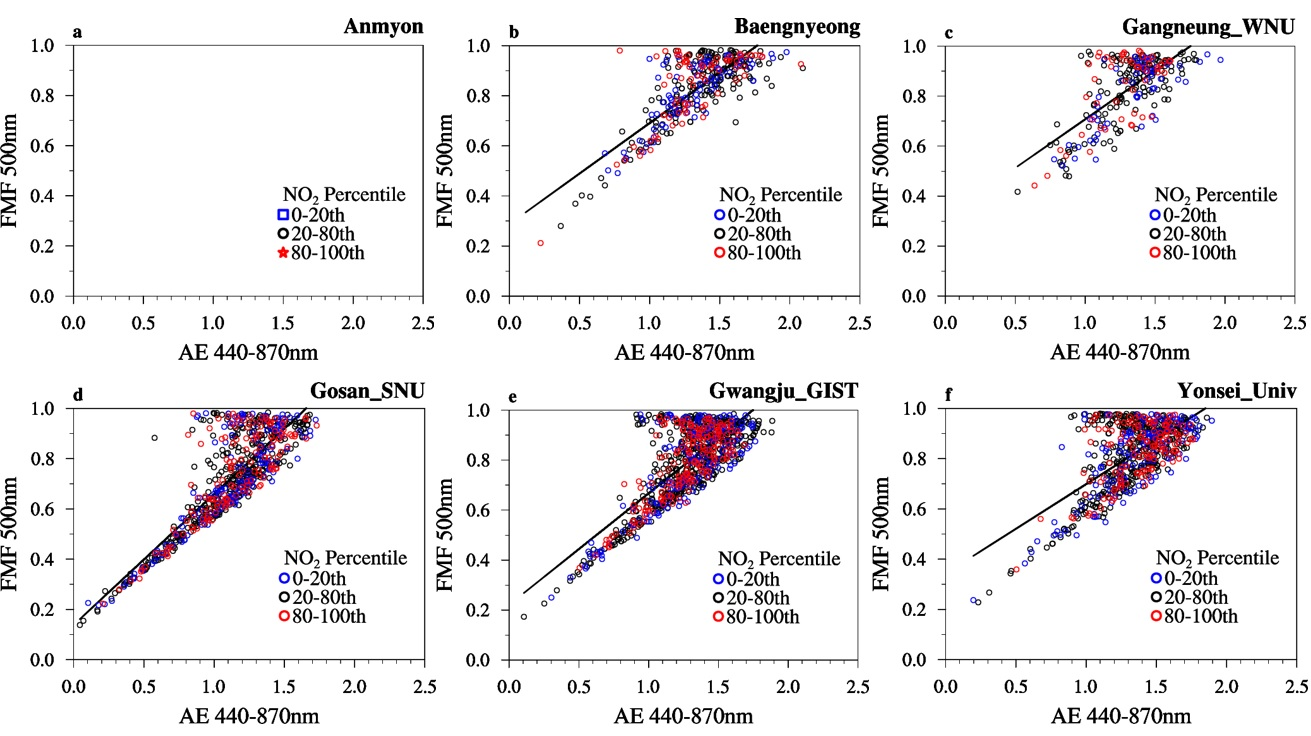 a Anmyon
FMF 500nm
1.0
0.8
0.6
0.4
0.2
0.0
NO2 Percentile
0-20th
20-80th
80-100th
0.0 0.5 1.0 1.5 2.0 2.5
AE 440-870nm
b Baengnyeong
FMF 500nm
1.0
0.8
0.6
0.4
0.2
0.0
NO2 Percentile
0-20th
20-80th
80-100th
0.0 0.5 1.0 1.5 2.0 2.5
AE 440-870nm
c Gangneung_WNU
FMF 500nm
1.0
0.8
0.6
0.4
0.2
0.0
NO2 Percentile
0-20th
20-80th
80-100th
0.0 0.5 1.0 1.5 2.0 2.5
AE 440-870nm
d Gosan_SNU
FMF 500nm
1.0
0.8
0.6
0.4
0.2
0.0
NO2 Percentile
0-20th
20-80th
80-100th
0.0 0.5 1.0 1.5 2.0 2.5
AE 440-870nm
e Gwangju_GIST
FMF 500nm
1.0
0.8
0.6
0.4
0.2
0.0
NO2 Percentile
0-20th
20-80th
80-100th
0.0 0.5 1.0 1.5 2.0 2.5
AE 440-870nm
f Yonsei_Univ
FMF 500nm
1.0
0.8
0.6
0.4
0.2
0.0
NO2 Percentile
0-20th
20-80th
80-100th
0.0 0.5 1.0 1.5 2.0 2.5
AE 440-870nm